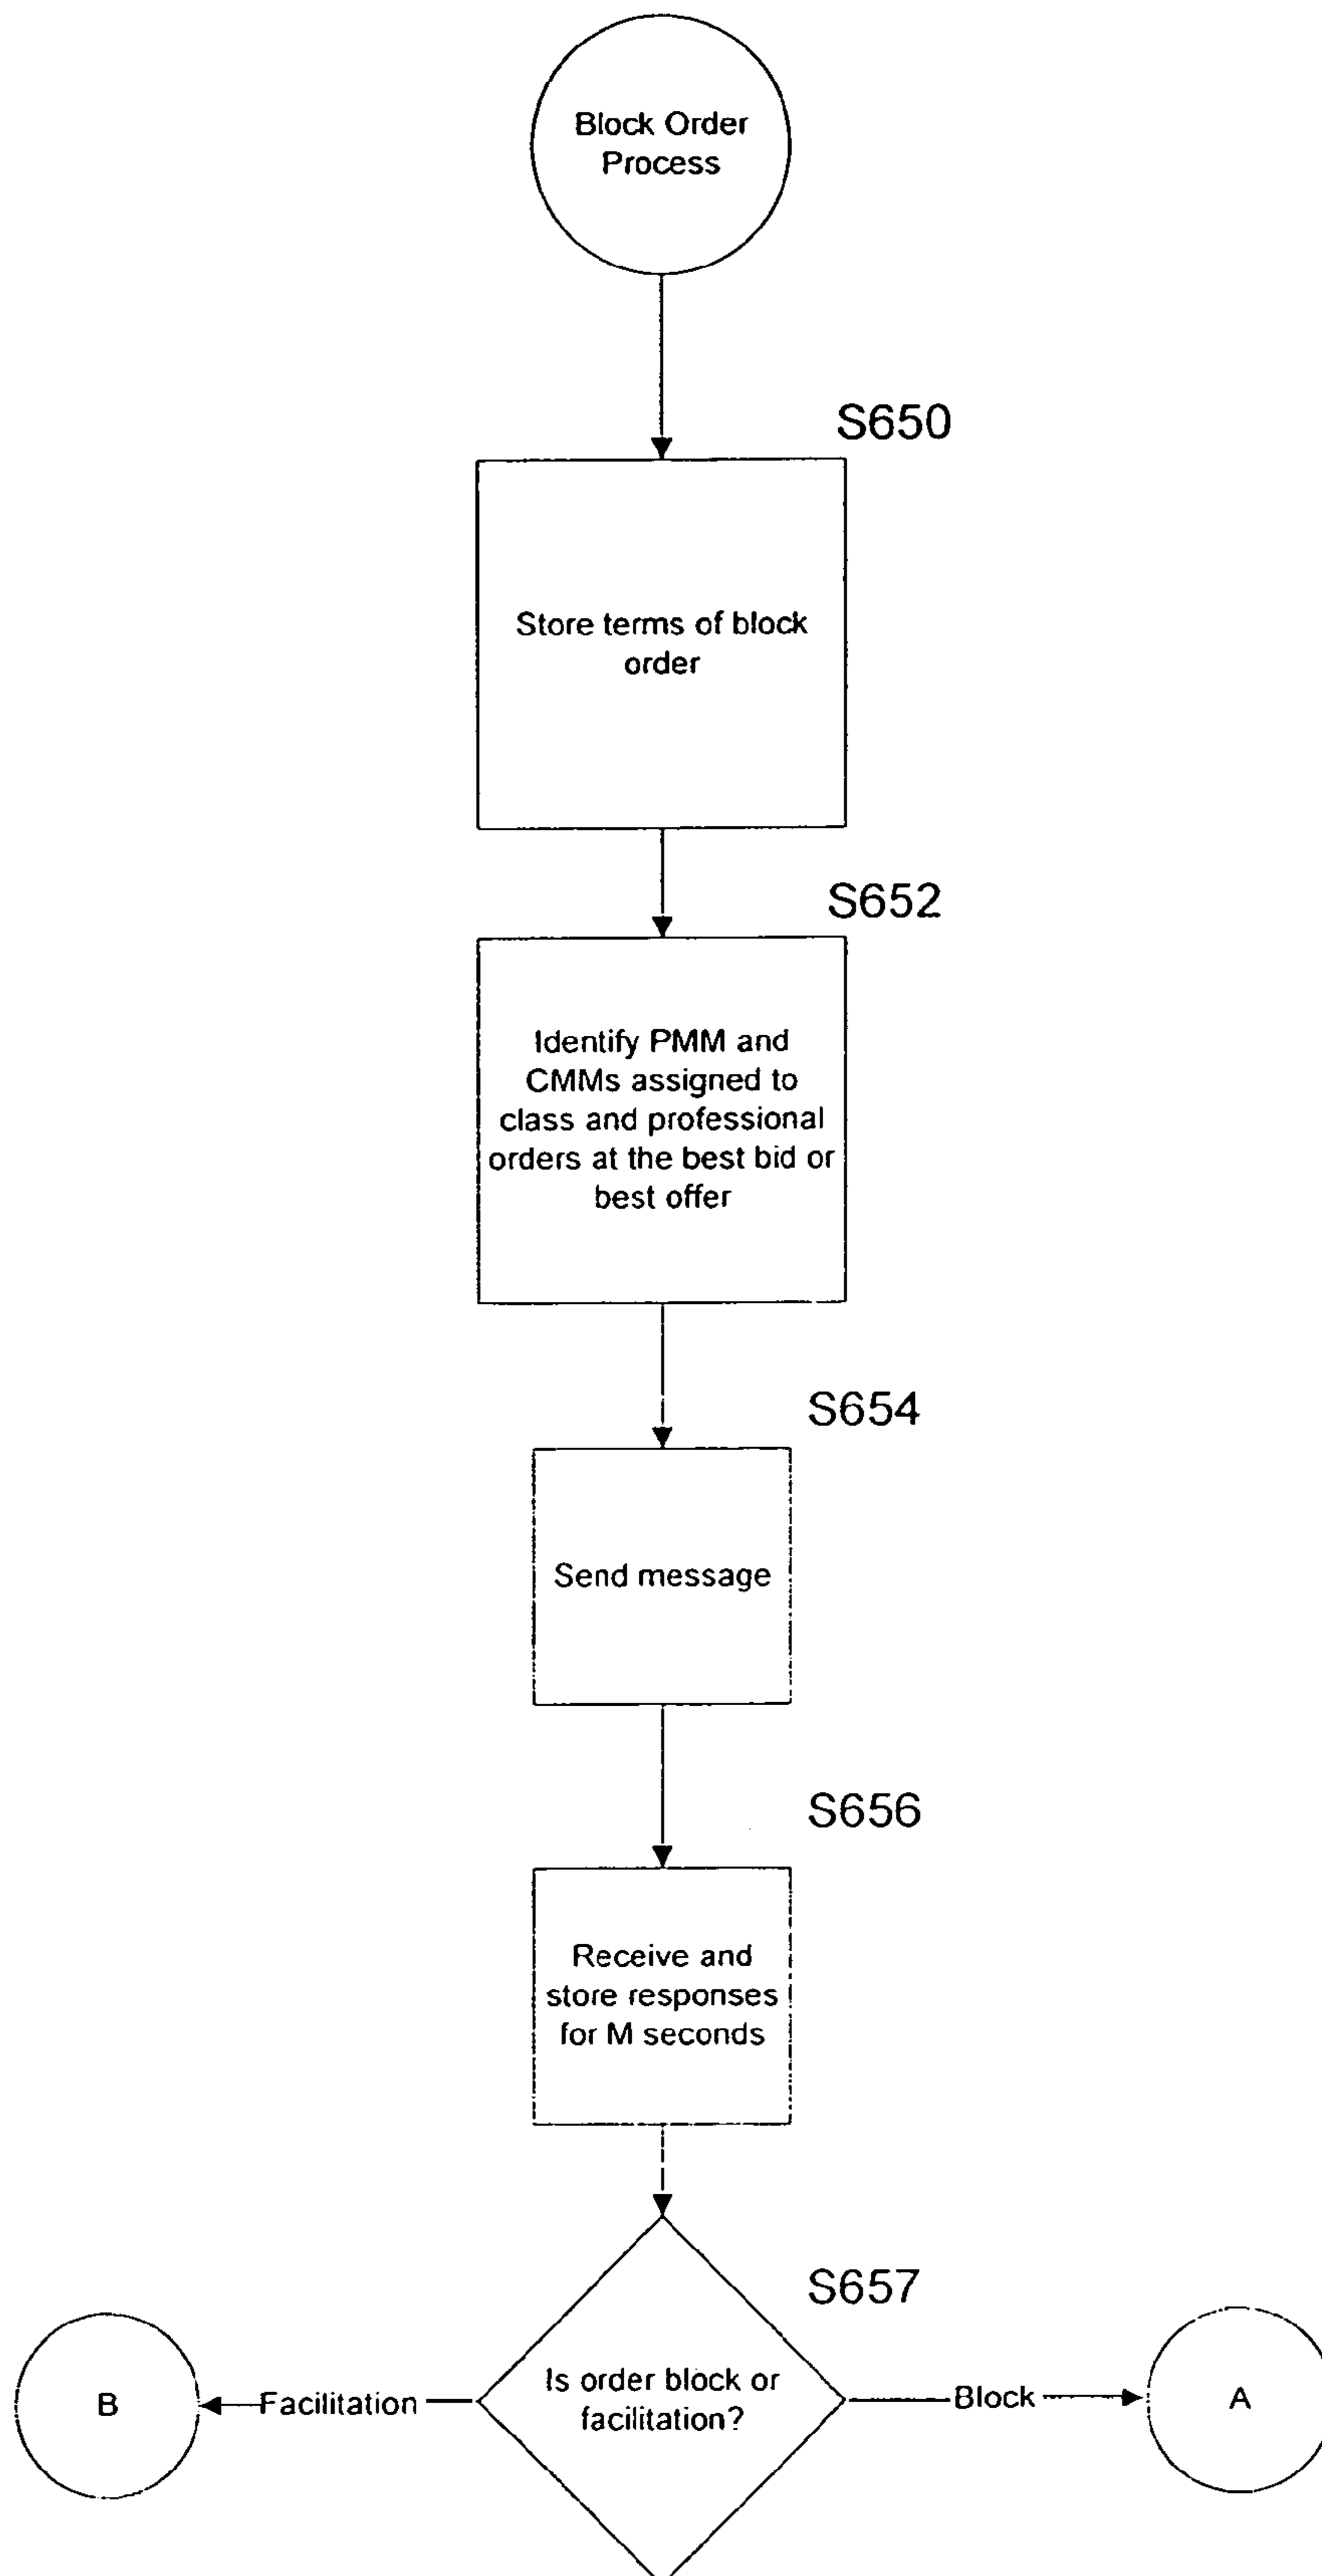 Block Order
Process
S650
Store terms of block
order
S652
Identify PMM and
CMMs assigned to
class and professional
orders at the best bid or
best offer
S654
Send message
S656
Receive and
store responses
for M seconds
S657
Is order block or
facilitation?
B
Facilitation
Block
A